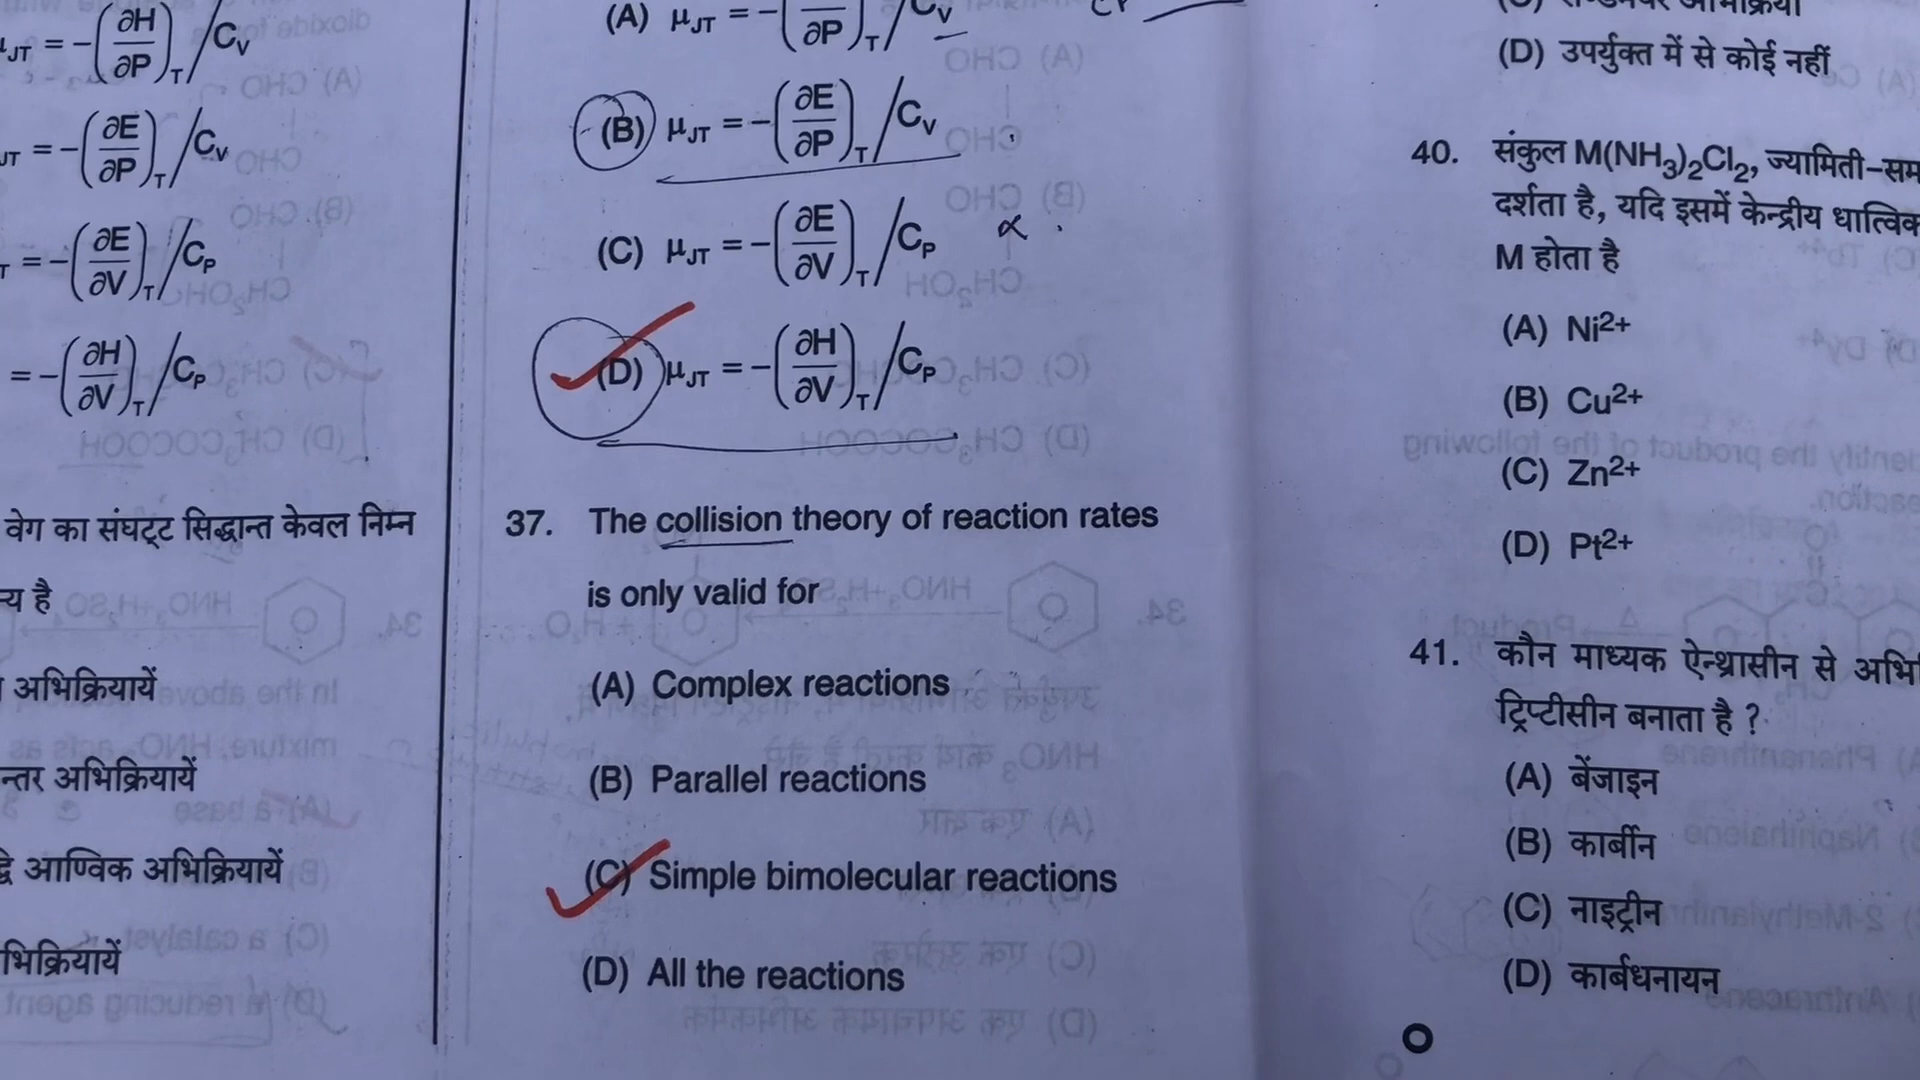 μJT = −(∂H/∂P)T / CV
JT = −(∂E/∂P)T / CV
T = −(∂E/∂V)T / CP
= −(∂H/∂V)T / CP
वेग का संघट्ट सिद्धान्त केवल निम्न
है
अभिक्रियायें
अभिक्रियायें
आण्विक अभिक्रियायें
(A) μJT = −( /∂P)T / CV
(B) μJT = −(∂E/∂P)T / CV
(C) μJT = −(∂E/∂V)T / CP
(D) μJT = −(∂H/∂V)T / CP
37. The collision theory of reaction rates
is only valid for
(A) Complex reactions
(B) Parallel reactions
(C) Simple bimolecular reactions
(D) All the reactions
(D) उपर्युक्त में से कोई नहीं
40. संकुल M(NH3)2Cl2, ज्यामिती-सम
दर्शता है, यदि इसमें केन्द्रीय धात्विक
M होता है
(A) Ni2+
(B) Cu2+
(C) Zn2+
(D) Pt2+
41. कौन माध्यक ऐन्थ्रासीन से अभि
ट्रिप्टीसीन बनाता है ?
(A) बेंजाइन
(B) कार्बीन
(C) नाइट्रीन
(D) कार्बधनायन